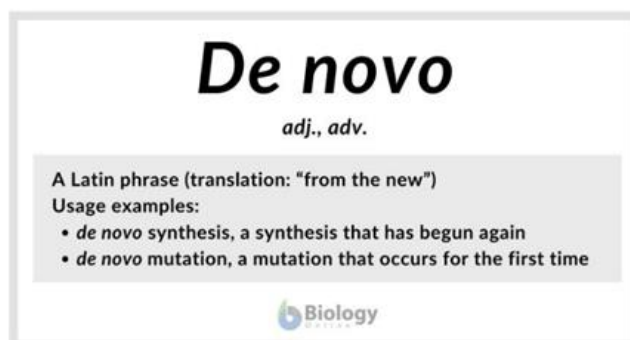 De novo
adj., adv.
A Latin phrase (translation: “from the new”)
Usage examples:
• de novo synthesis, a synthesis that has begun again
• de novo mutation, a mutation that occurs for the first time
Biology
Online